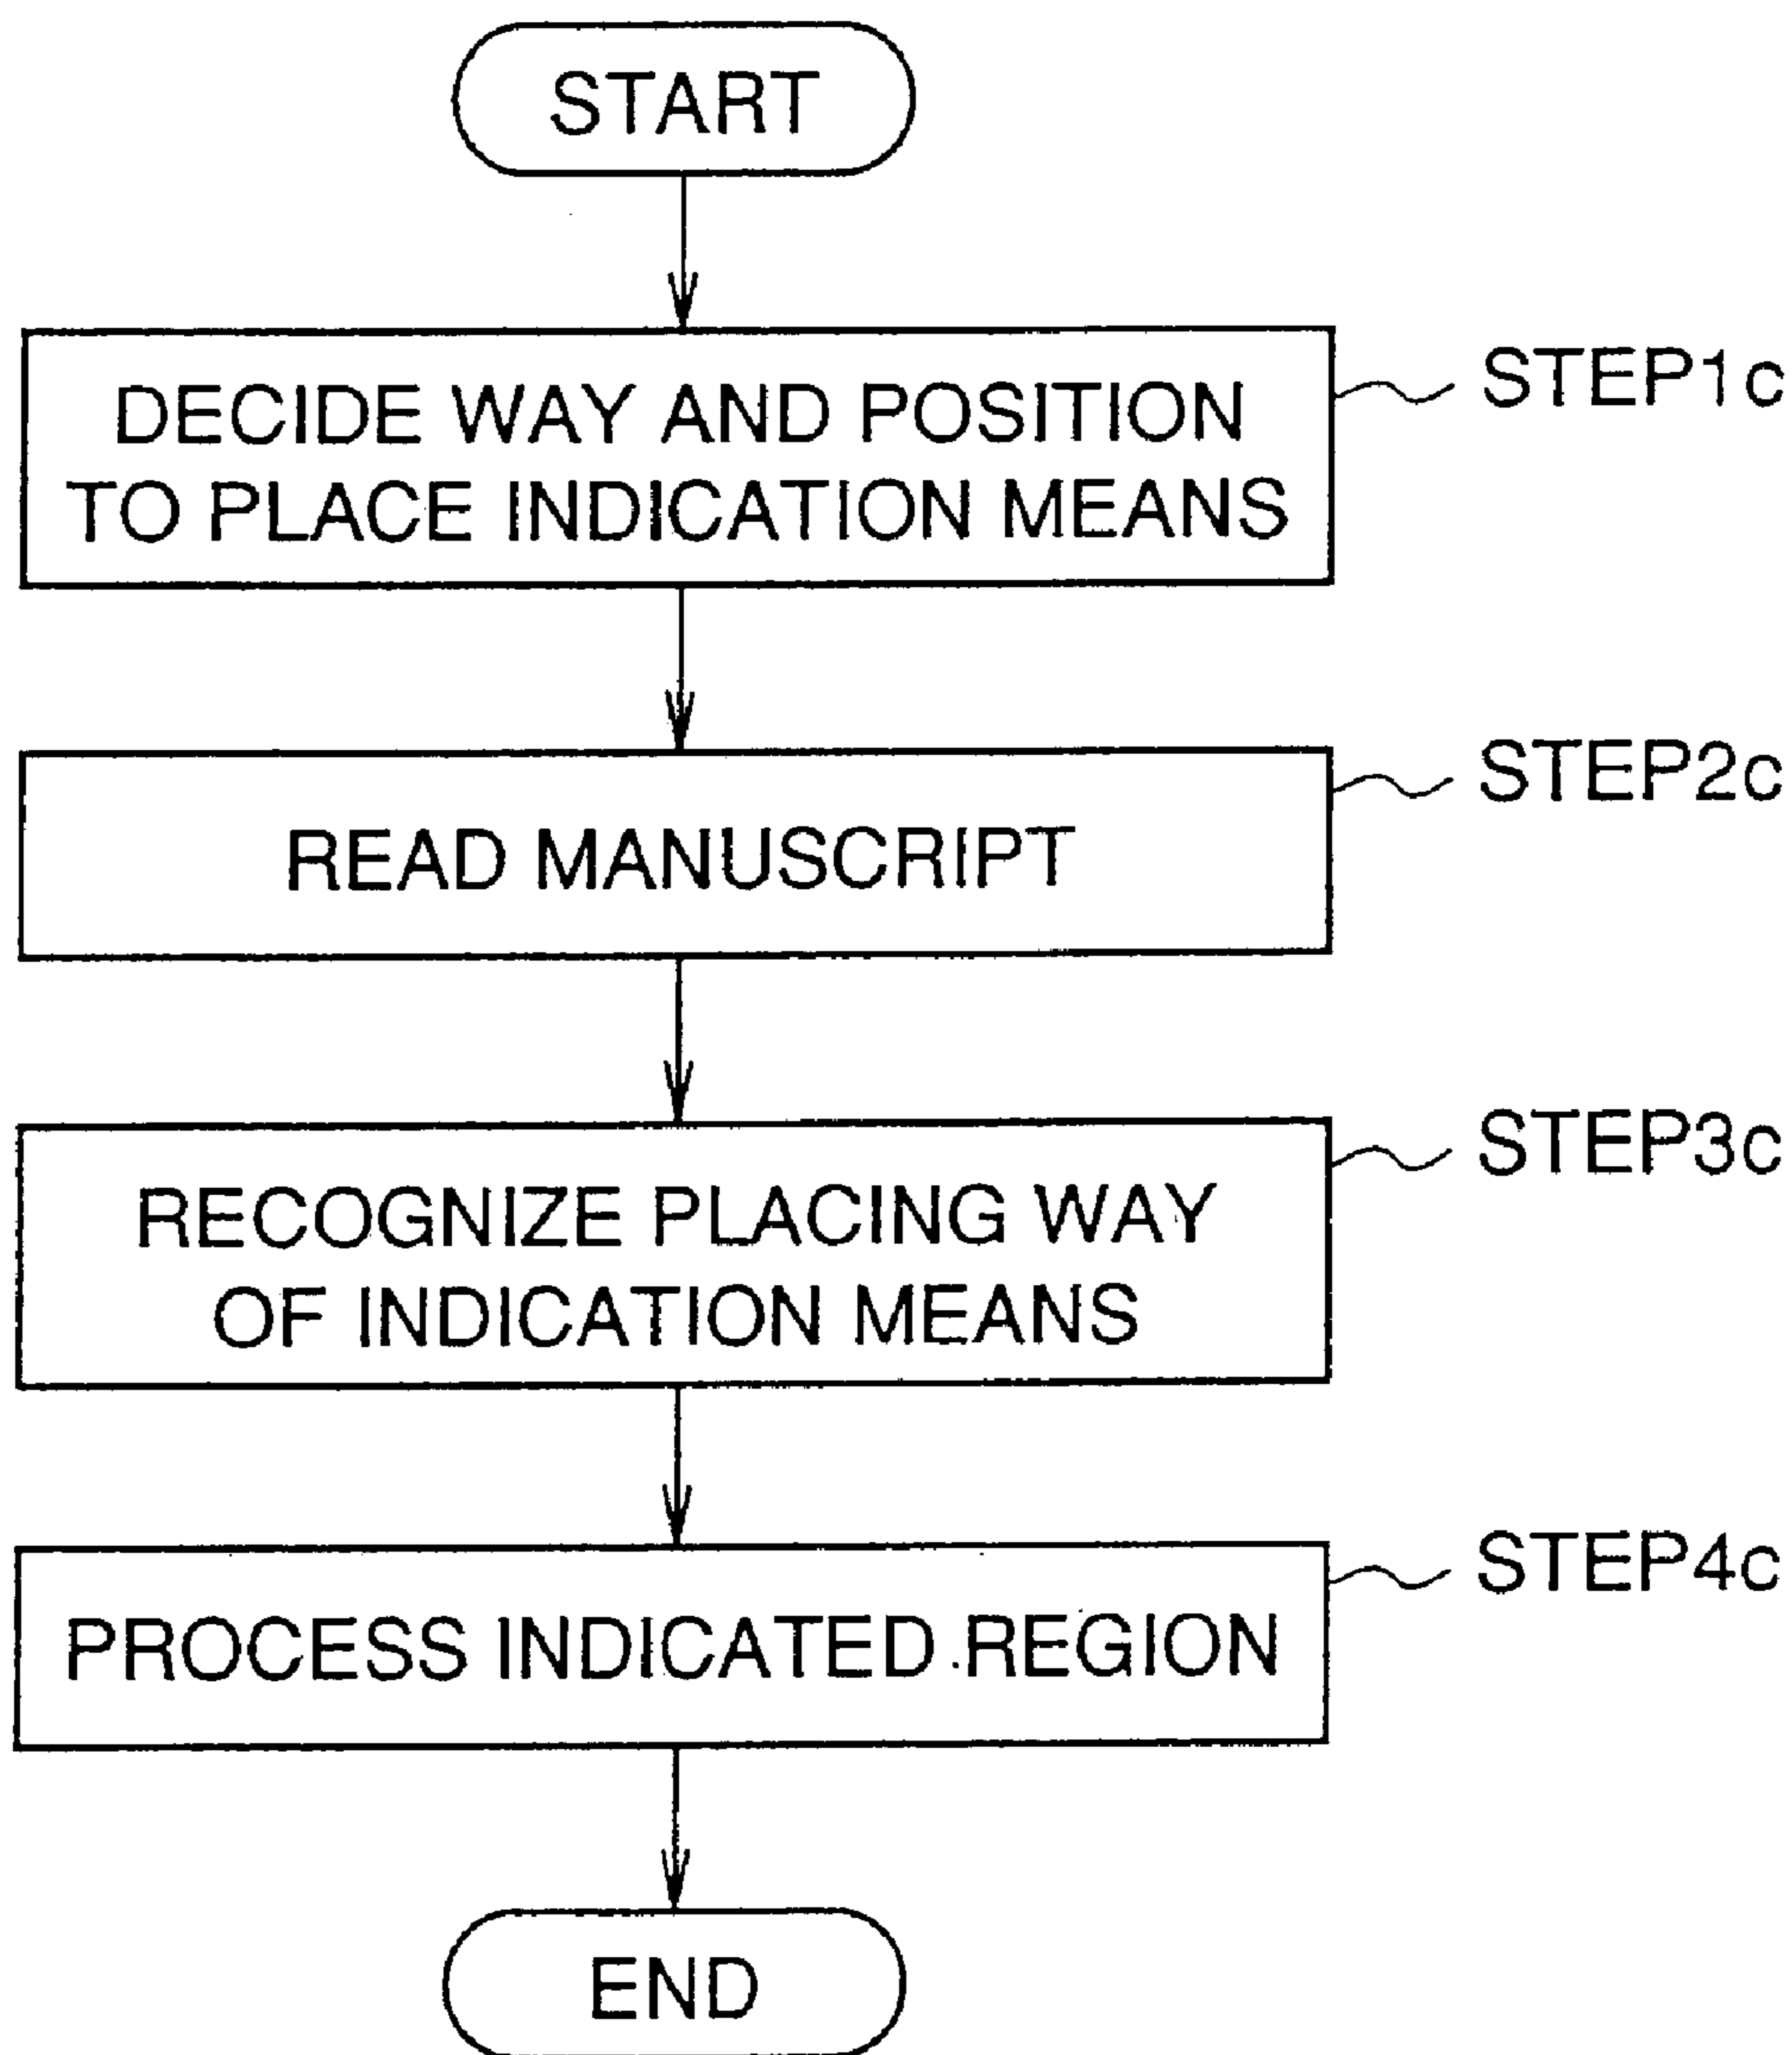 START
DECIDE WAY AND POSITION
TO PLACE INDICATION MEANS
STEP1c
READ MANUSCRIPT
STEP2c
RECOGNIZE PLACING WAY
OF INDICATION MEANS
STEP3c
PROCESS INDICATED REGION
STEP4c
END